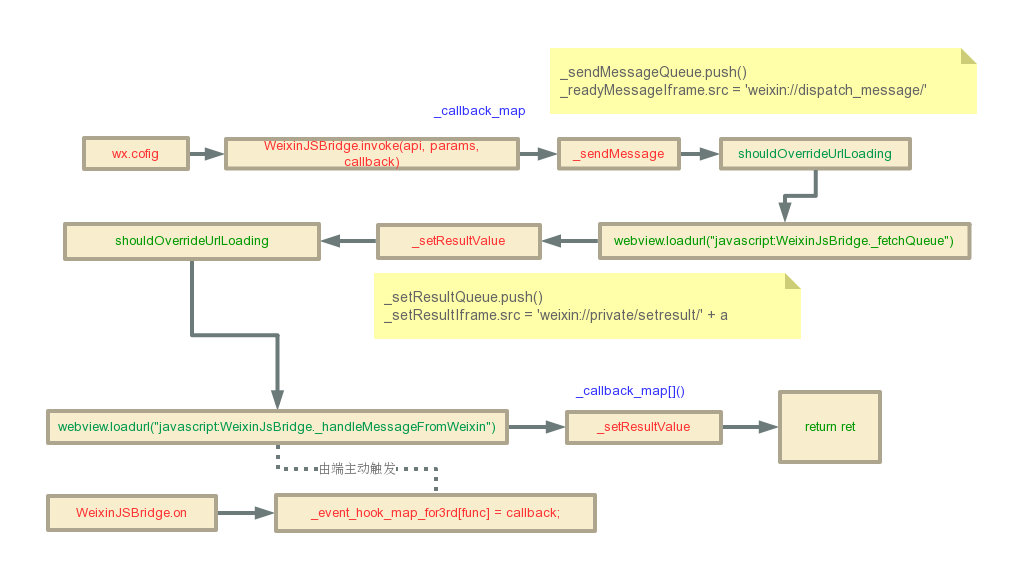 _sendMessageQueue.push()
_readyMessageIframe.src = 'weixin://dispatch_message/'
_callback_map
wx.cofig
WeixinJSBridge.invoke(api, params,
callback)
_sendMessage
shouldOverrideUrlLoading
shouldOverrideUrlLoading
_setResultValue
webview.loadurl("javascript:WeixinJsBridge._fetchQueue")
_setResultQueue.push()
_setResultIframe.src = 'weixin://private/setresult/' + a
_callback_map[]()
webview.loadurl("javascript:WeixinJsBridge._handleMessageFromWeixin")
_setResultValue
return ret
由端主动触发
WeixinJSBridge.on
_event_hook_map_for3rd[func] = callback;